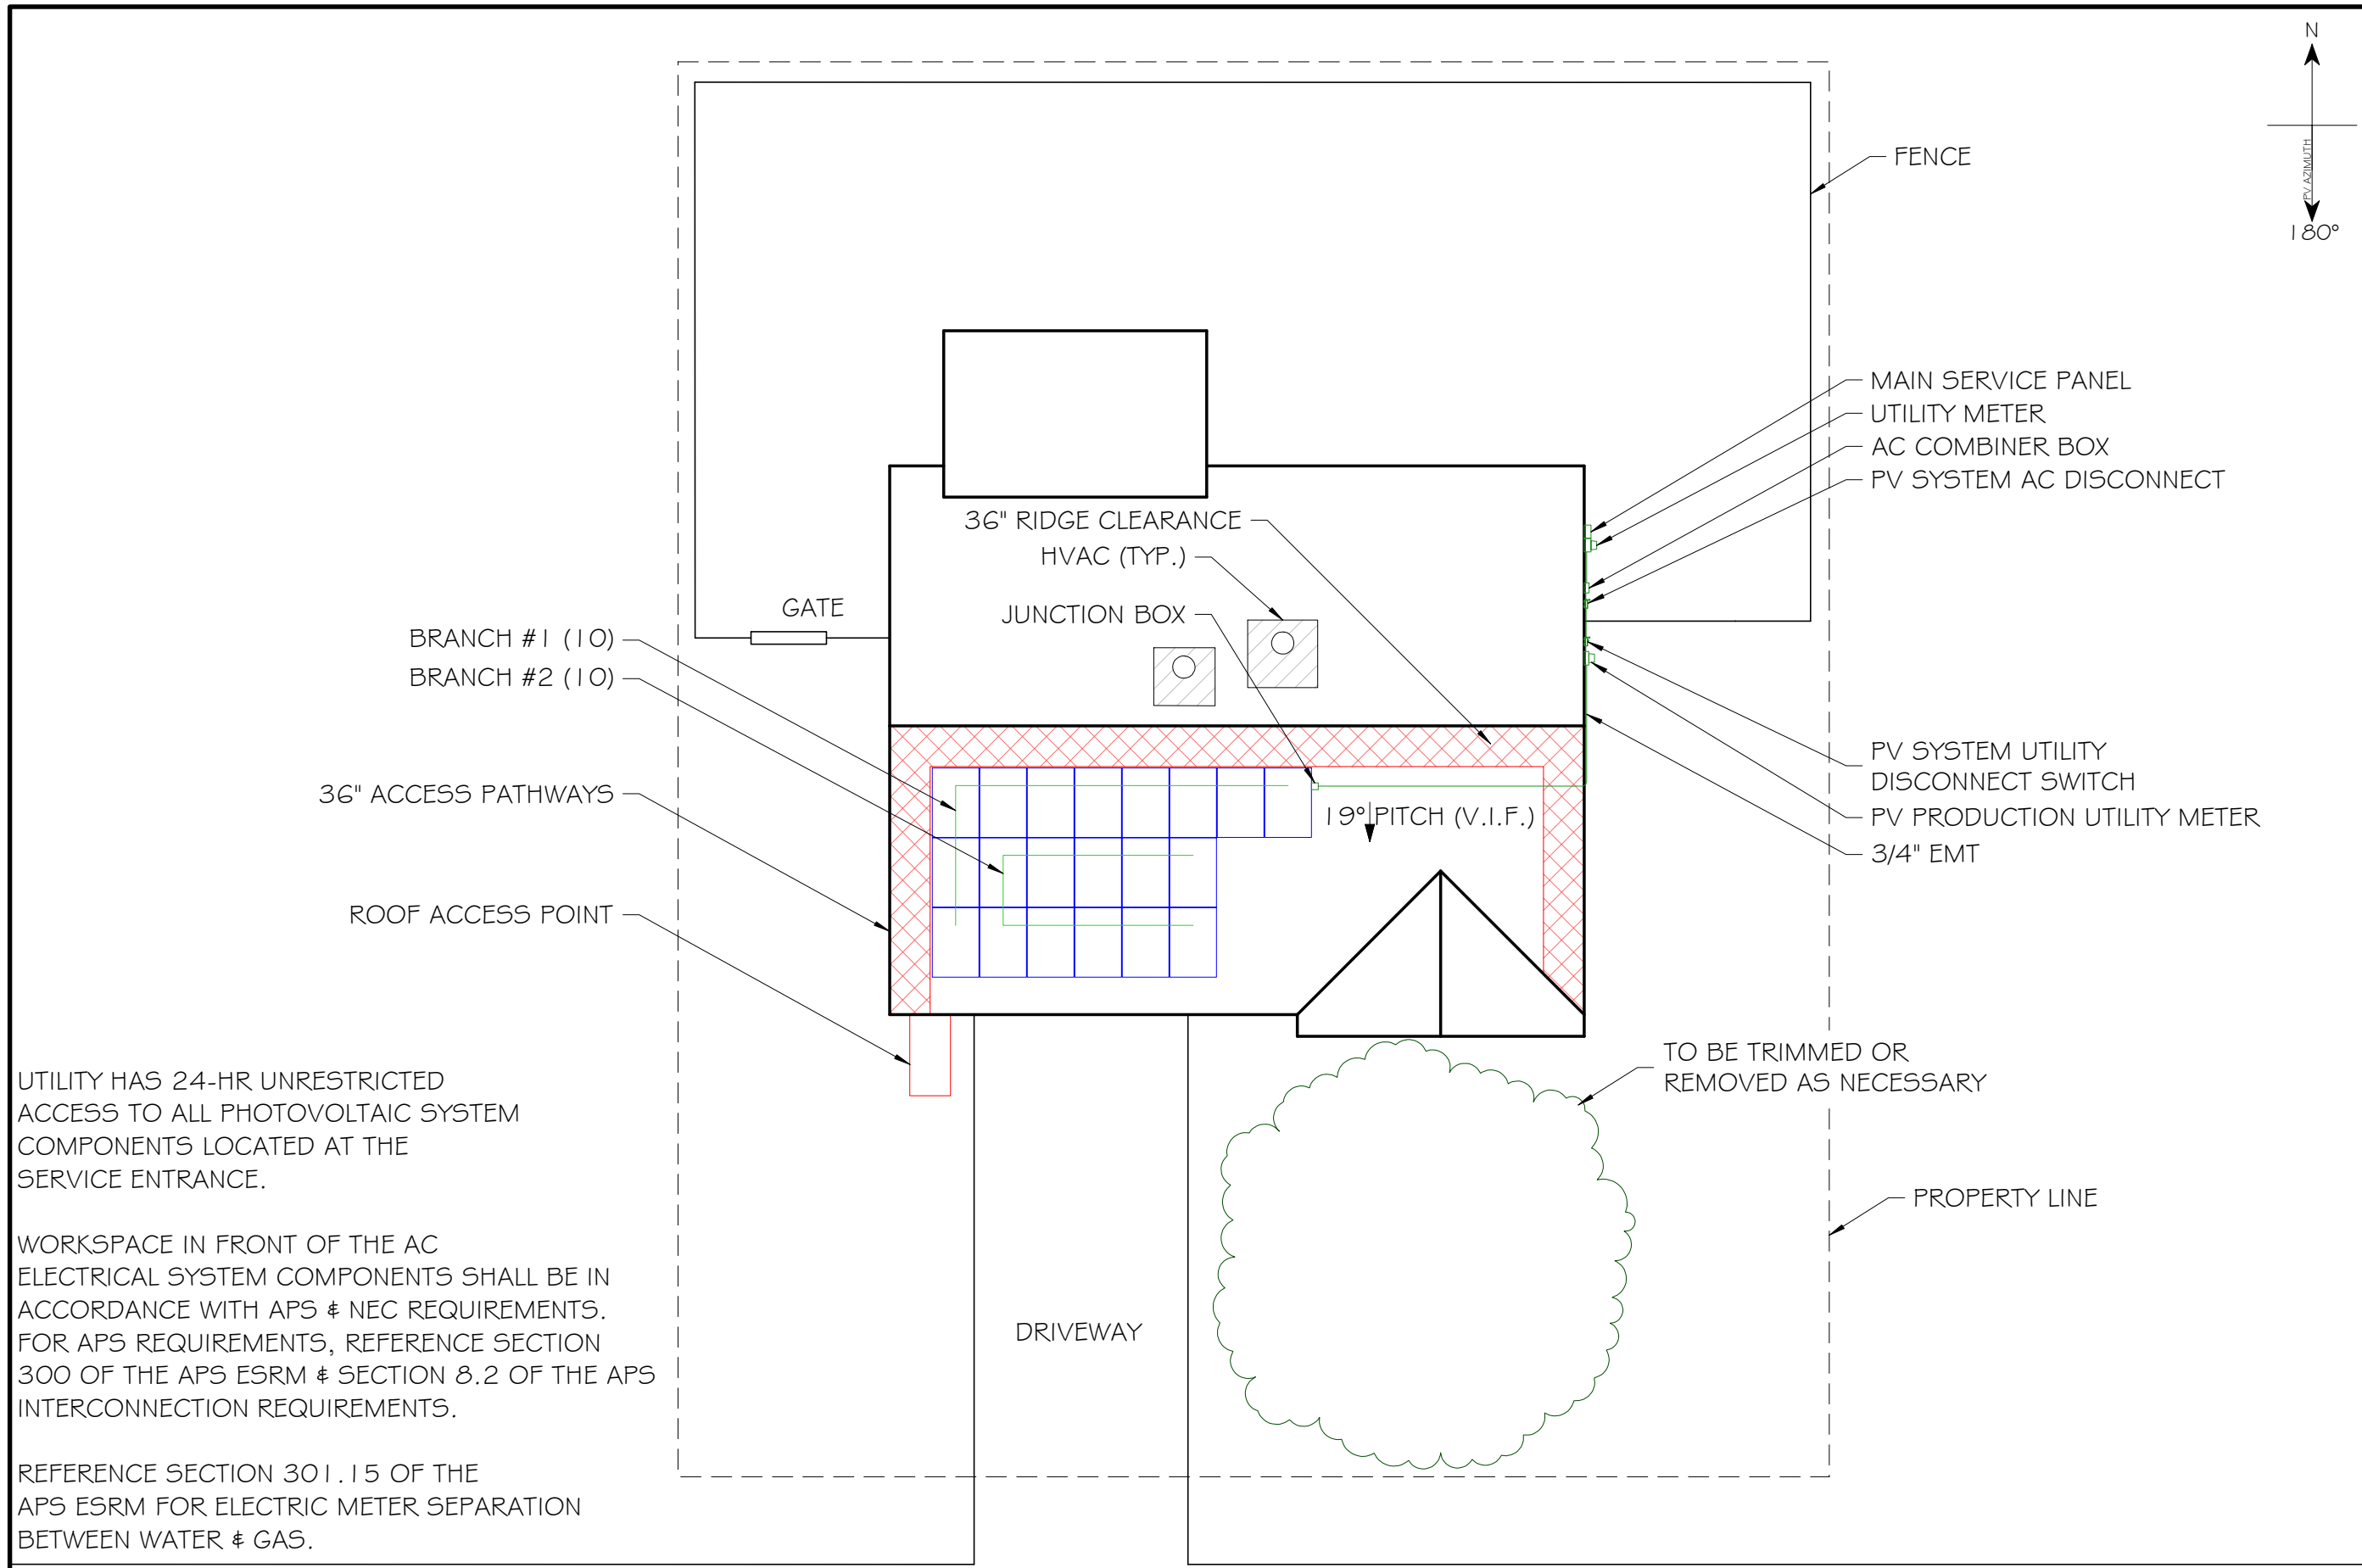 N
PV AZIMUTH
180°
FENCE
MAIN SERVICE PANEL
UTILITY METER
AC COMBINER BOX
PV SYSTEM AC DISCONNECT
36" RIDGE CLEARANCE
HVAC (TYP.)
JUNCTION BOX
GATE
BRANCH #1 (10)
BRANCH #2 (10)
36" ACCESS PATHWAYS
ROOF ACCESS POINT
19° PITCH (V.I.F.)
PV SYSTEM UTILITY
DISCONNECT SWITCH
PV PRODUCTION UTILITY METER
3/4" EMT
TO BE TRIMMED OR
REMOVED AS NECESSARY
PROPERTY LINE
DRIVEWAY
UTILITY HAS 24-HR UNRESTRICTED
ACCESS TO ALL PHOTOVOLTAIC SYSTEM
COMPONENTS LOCATED AT THE
SERVICE ENTRANCE.
WORKSPACE IN FRONT OF THE AC
ELECTRICAL SYSTEM COMPONENTS SHALL BE IN
ACCORDANCE WITH APS & NEC REQUIREMENTS.
FOR APS REQUIREMENTS, REFERENCE SECTION
300 OF THE APS ESRM & SECTION 8.2 OF THE APS
INTERCONNECTION REQUIREMENTS.
REFERENCE SECTION 301.15 OF THE
APS ESRM FOR ELECTRIC METER SEPARATION
BETWEEN WATER & GAS.